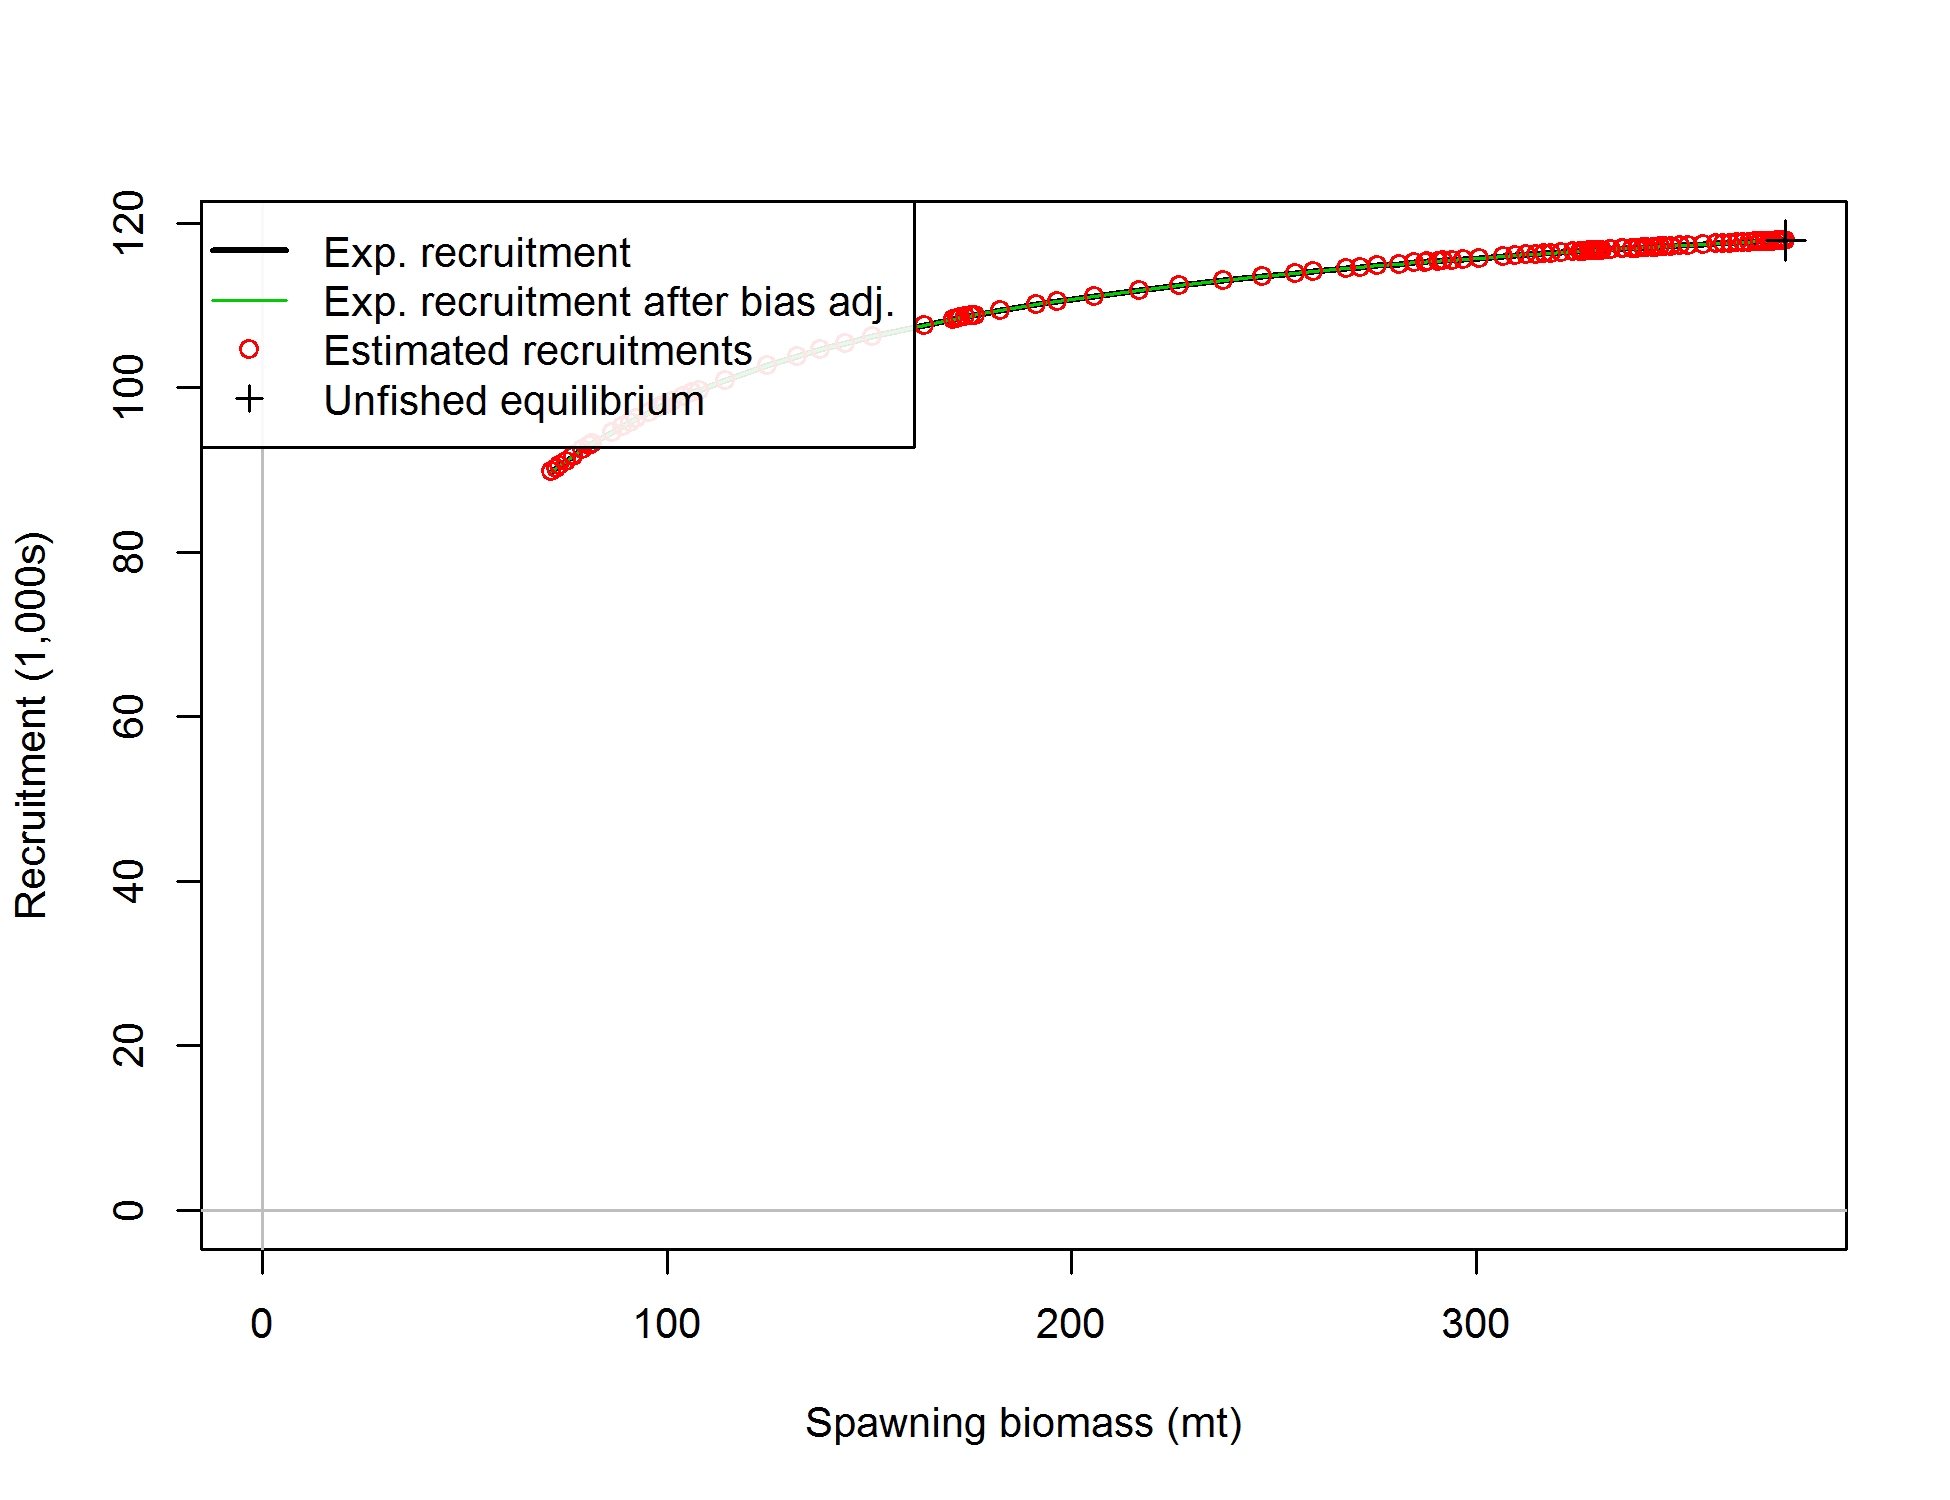 Exp. recruitment
Exp. recruitment after bias adj.
Estimated recruitments
Unfished equilibrium
120
100
80
60
40
20
0
Recruitment (1,000s)
0 100 200 300
Spawning biomass (mt)